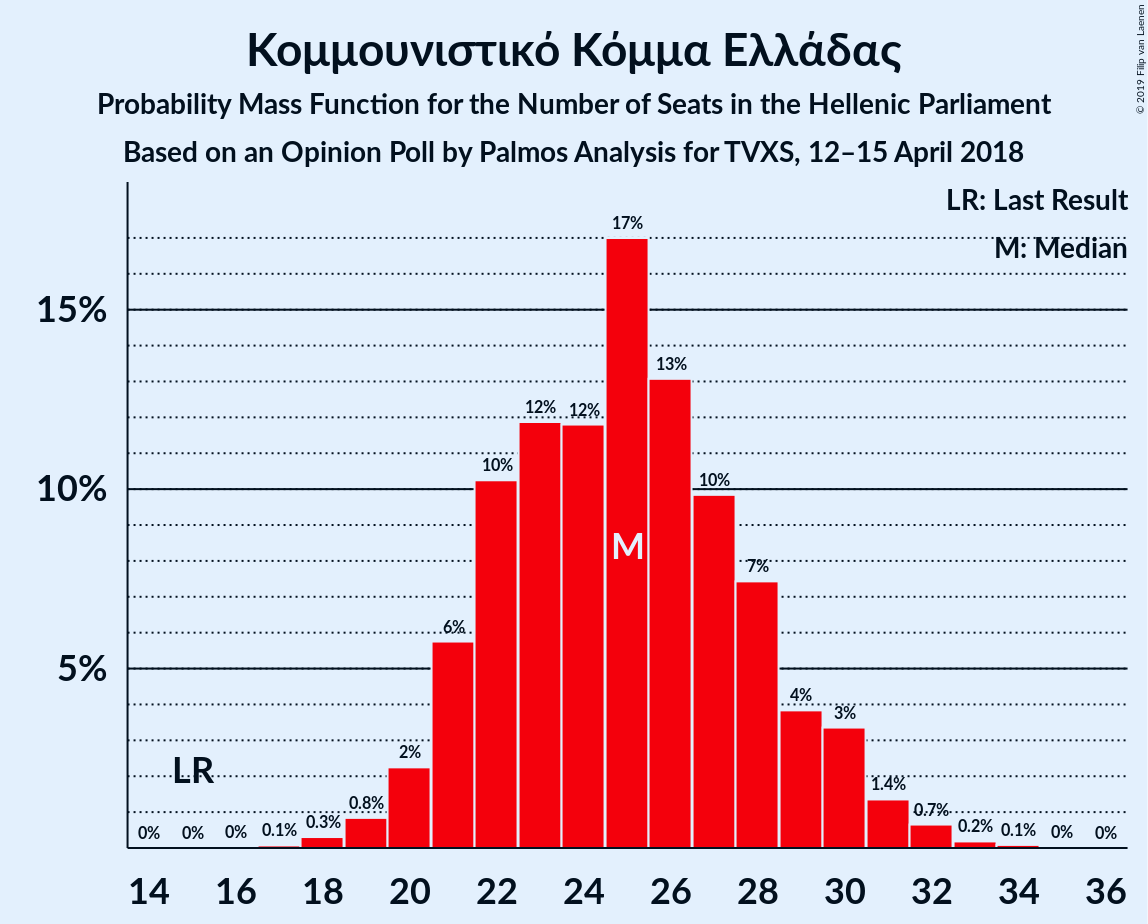 Κομμουνιστικό Κόμμα Ελλάδας
Probability Mass Function for the Number of Seats in the Hellenic Parliament
Based on an Opinion Poll by Palmos Analysis for TVXS, 12–15 April 2018
© 2019 Filip van Laenen
LR: Last Result
M: Median
15%
10%
5%
0%
0%
0%
0.1%
0.3%
0.8%
2%
6%
10%
12%
12%
17%
13%
10%
7%
4%
3%
1.4%
0.7%
0.2%
0.1%
0%
0%
LR
M
14 16 18 20 22 24 26 28 30 32 34 36